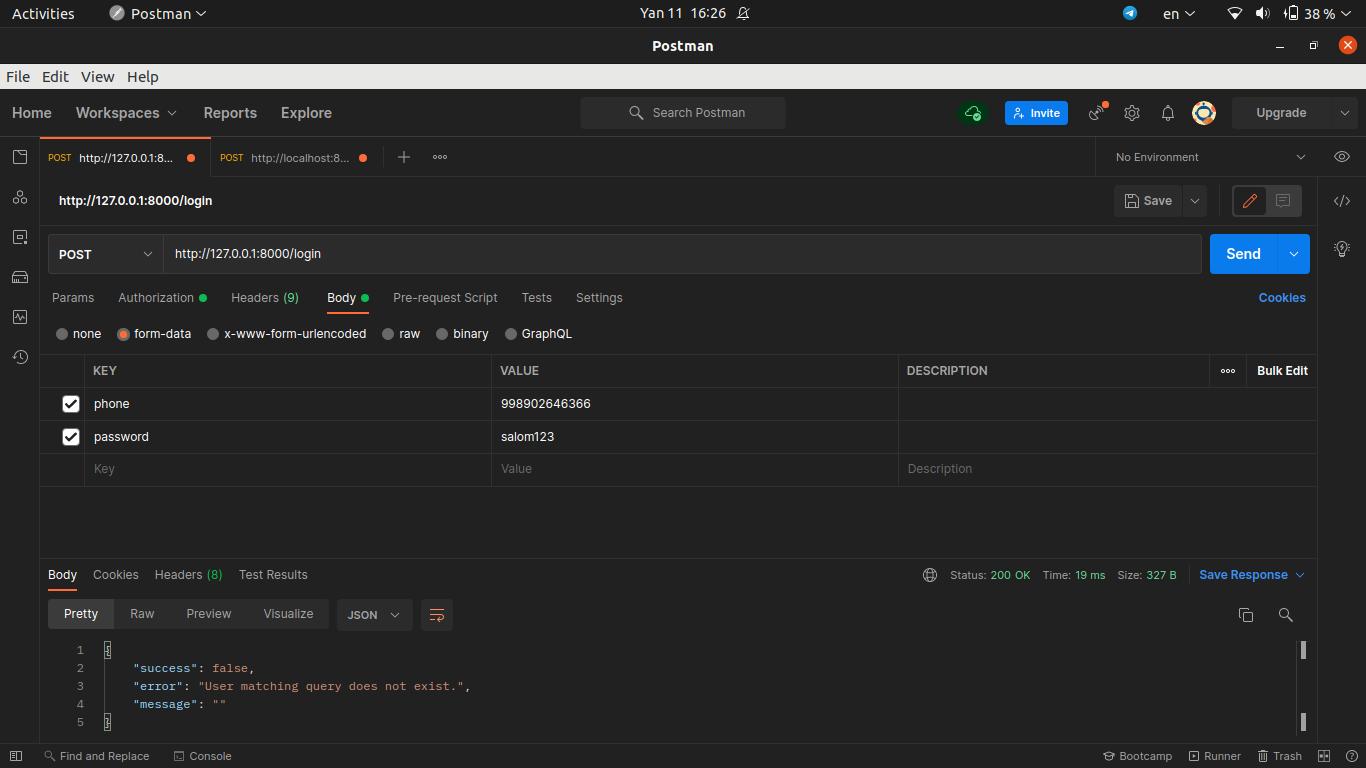 Activities Postman Yan 11 16:26 en 38 %
Postman
File Edit View Help
Home Workspaces Reports Explore Search Postman Invite Upgrade
POST http://127.0.0.1:8... POST http://localhost:8... No Environment
http://127.0.0.1:8000/login Save
POST http://127.0.0.1:8000/login Send
Params Authorization Headers (9) Body Pre-request Script Tests Settings Cookies
none form-data x-www-form-urlencoded raw binary GraphQL
KEY VALUE DESCRIPTION Bulk Edit
phone 998902646366
password salom123
Key Value Description
Body Cookies Headers (8) Test Results Status: 200 OK Time: 19 ms Size: 327 B Save Response
Pretty Raw Preview Visualize JSON
1 {
2 "success": false,
3 "error": "User matching query does not exist.",
4 "message": ""
5 }
Find and Replace Console Bootcamp Runner Trash